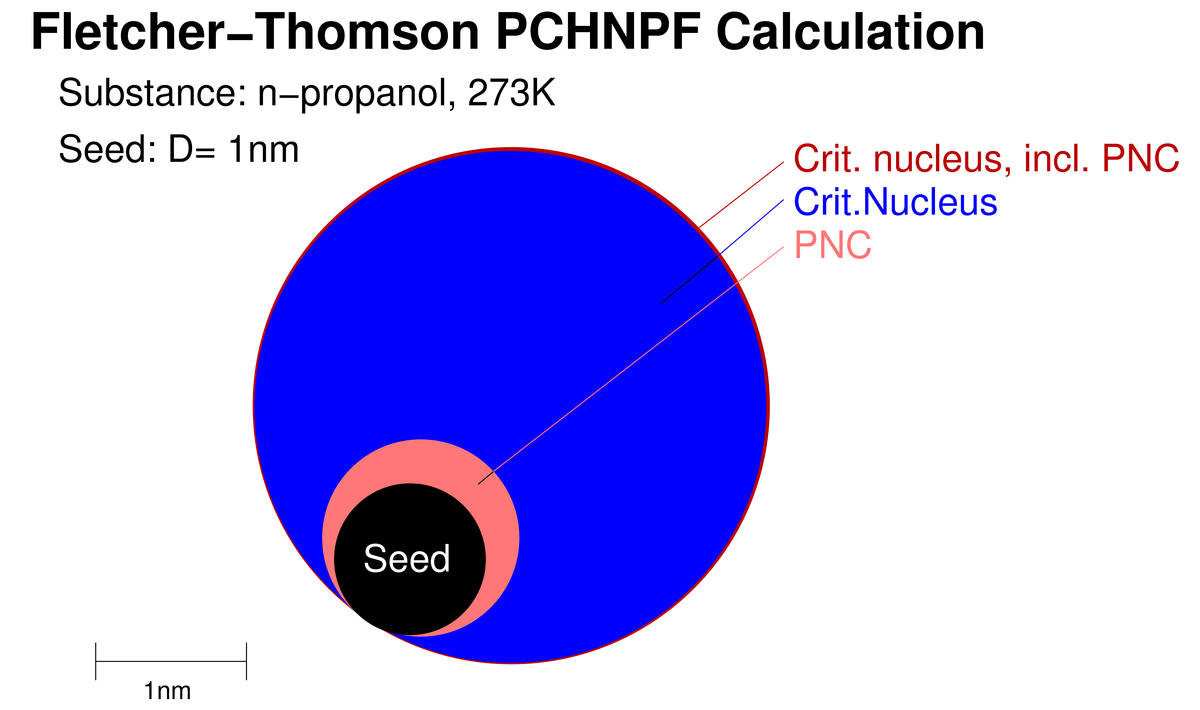 Fletcher−Thomson PCHNPF Calculation
Substance: n−propanol, 273K
Seed: D= 1nm
Crit. nucleus, incl. PNC
Crit.Nucleus
PNC
Seed
1nm